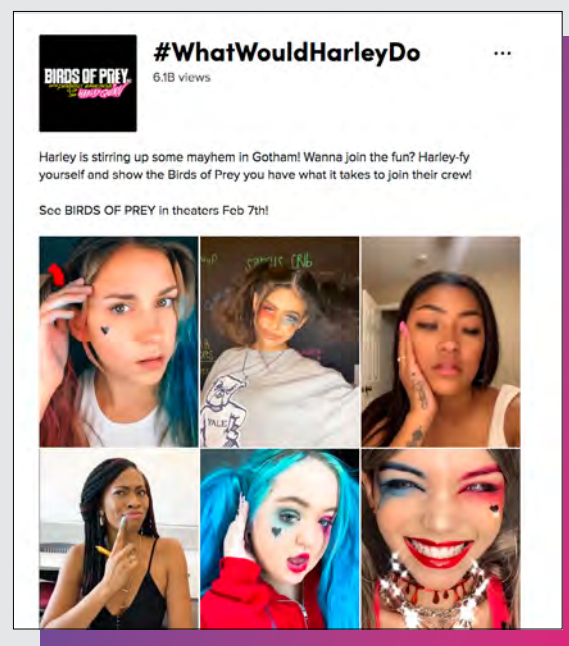 #WhatWouldHarleyDo
6.1B views
BIRDS OF PREY
Harley is stirring up some mayhem in Gotham! Wanna join the fun? Harley-fy
yourself and show the Birds of Prey you have what it takes to join their crew!
See BIRDS OF PREY in theaters Feb 7th!
CRIB
YALE